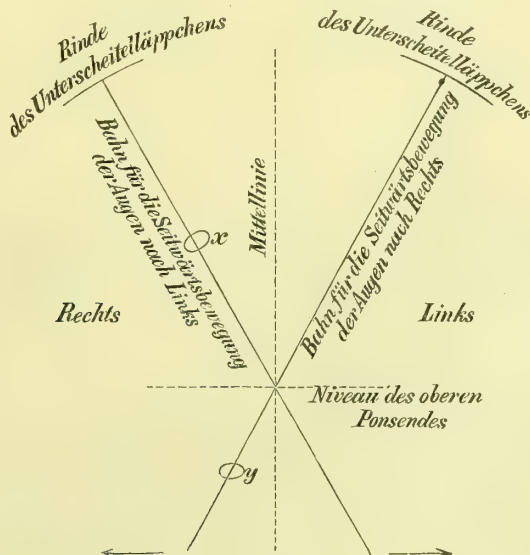 Rinde
des Unterscheitelläppchens
Rinde
des Unterscheitelläppchens
Bahn für die Seitwärtsbewegung
der Augen nach Links
x
Mittellinie
Bahn für die Seitwärtsbewegung
der Augen nach Rechts
Rechts
Links
Niveau des oberen
Ponsendes
y